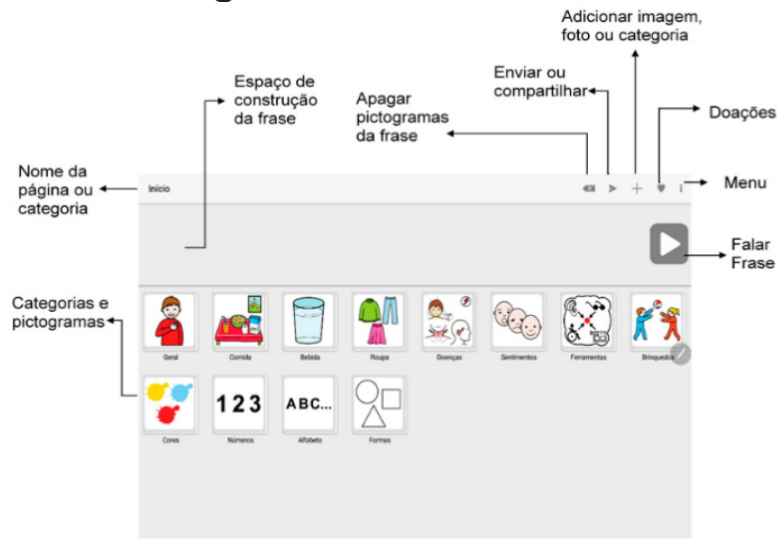 Adicionar imagem,
foto ou categoria
Enviar ou
compartilhar
Espaço de
construção
da frase
Apagar
pictogramas
da frase
Doações
Nome da
página ou
categoria
Início
Menu
Falar
Frase
Categorias e
pictogramas
Geral
Comida
Bebida
Roupa
Doenças
Sentimentos
Ferramentas
Brinquedos
123
ABC...
Cores
Números
Alfabeto
Formas